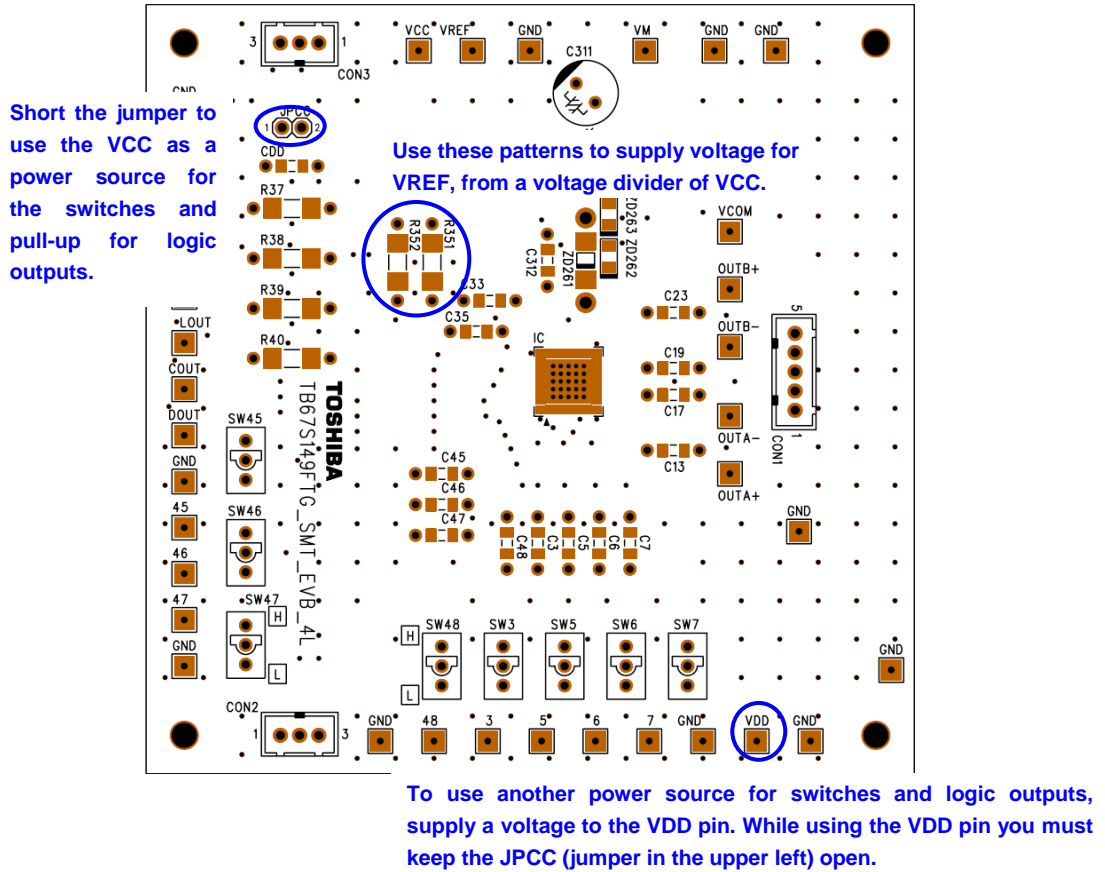 VCC VREF GND VM GND GND
3 1
CON3
C311
Short the jumper to
use the VCC as a
power source for
the switches and
pull-up for logic
outputs.
1 2
CDD
R37
R38
R39
R40
Use these patterns to supply voltage for
VREF, from a voltage divider of VCC.
R352
R351
C312
ZD261
ZD263
ZD262
C33
C35
IC
VCOM
OUTB+
OUTB-
OUTA-
OUTA+
C23
C19
C17
C13
5
1
CON1
GND
LOUT
COUT
DOUT
GND
45
46
47
GND
SW45
SW46
SW47
H
L
TOSHIBA
TB67S149FTG_SMT_EVB_4L
C45
C46
C47
C48
C3
C5
C6
C7
H
L
SW48 SW3 SW5 SW6 SW7
GND
CON2
1 3
GND 48 3 5 6 7 GND VDD GND
To use another power source for switches and logic outputs,
supply a voltage to the VDD pin. While using the VDD pin you must
keep the JPCC (jumper in the upper left) open.